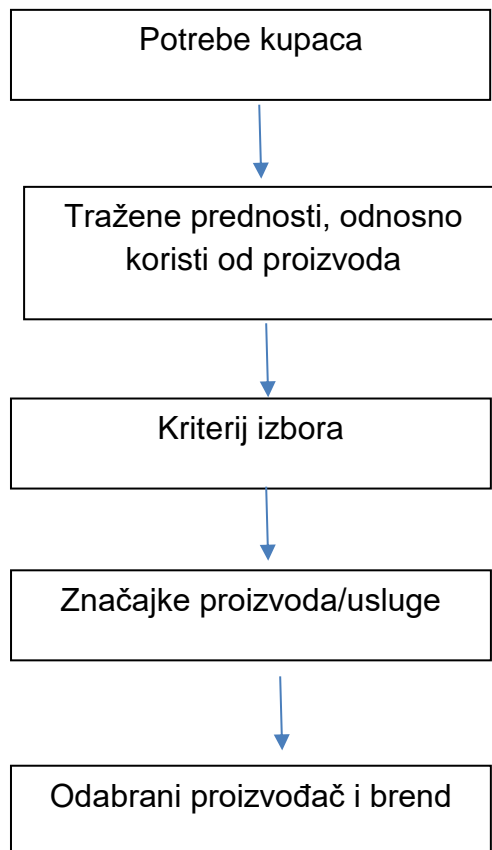 Potrebe kupaca
Tražene prednosti, odnosno
koristi od proizvoda
Kriterij izbora
Značajke proizvoda/usluge
Odabrani proizvođač i brend